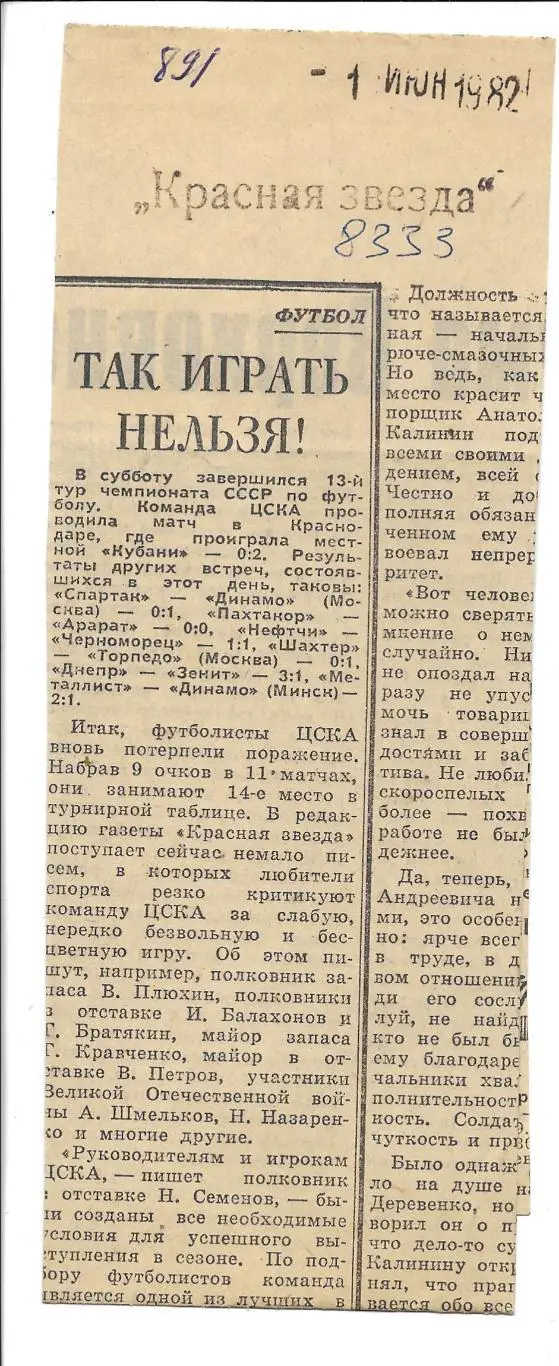 891
- 1 ИЮН 1982
„Красная звезда“
8333
ФУТБОЛ
ТАК ИГРАТЬ
НЕЛЬЗЯ!
В субботу завершился 13-й
тур чемпионата СССР по фут-
болу. Команда ЦСКА про-
водила матч в Красно-
даре, где проиграла мест-
ной «Кубани» — 0:2. Резуль-
таты других встреч, состояв-
шихся в этот день, таковы:
«Спартак» — «Динамо» (Мо-
сква) — 0:1, «Пахтакор» —
«Арарат» — 0:0, «Нефтчи» —
«Черноморец» — 1:1, «Шахтер»
— «Торпедо» (Москва) — 0:1,
«Днепр» — «Зенит» — 3:1, «Ме-
таллист» — «Динамо» (Минск) —
2:1.
Итак, футболисты ЦСКА
вновь потерпели поражение.
Набрав 9 очков в 11 матчах,
они занимают 14-е место в
турнирной таблице. В редак-
цию газеты «Красная звезда»
поступает сейчас немало пи-
сем, в которых любители
спорта резко критикуют
команду ЦСКА за слабую,
нередко безвольную и бес-
цветную игру. Об этом пи-
шут, например, полковник за-
паса В. Плюхин, полковники
в отставке И. Балахонов и
Г. Братякин, майор запаса
Г. Кравченко, майор в от-
ставке В. Петров, участники
Великой Отечественной вой-
ны А. Шмельков, Н. Назарен-
ко и многие другие.
«Руководителям и игрокам
ЦСКА, — пишет полковник
в отставке Н. Семенов, — бы-
ли созданы все необходимые
условия для успешного вы-
ступления в сезоне. По под-
бору футболистов команда
является одной из лучших в
Должность
что называется
ная — началь
рюче-смазочных
Но ведь, как
место красит ч
порщик Анатол
Калинин под
всеми своими
дением, всей
Честно и до
полняя обязан
ченном ему
воевал непрер
ритет.
«Вот человек
можно сверять
мнение о нем
случайно. Ни
не опоздал на
разу не упус
мочь товарищ
знал в соверш
достями и заб
тива. Не люби
скороспелых
более — похв
работе не был
дежнее.
Да, теперь,
Андреевича н
ми, это особен
но: ярче всег
в труде, в д
вом отношении
ди его сосл
луй, не найд
кто не был бы
ему благодаре
чальники хвал
полнительност
ность. Солдат
чуткость и при
Было однаж
ло на душе н
Деревенко, но
ворил он о п
что дело-то су
Калинину откр
нял, что прап
вается обо все